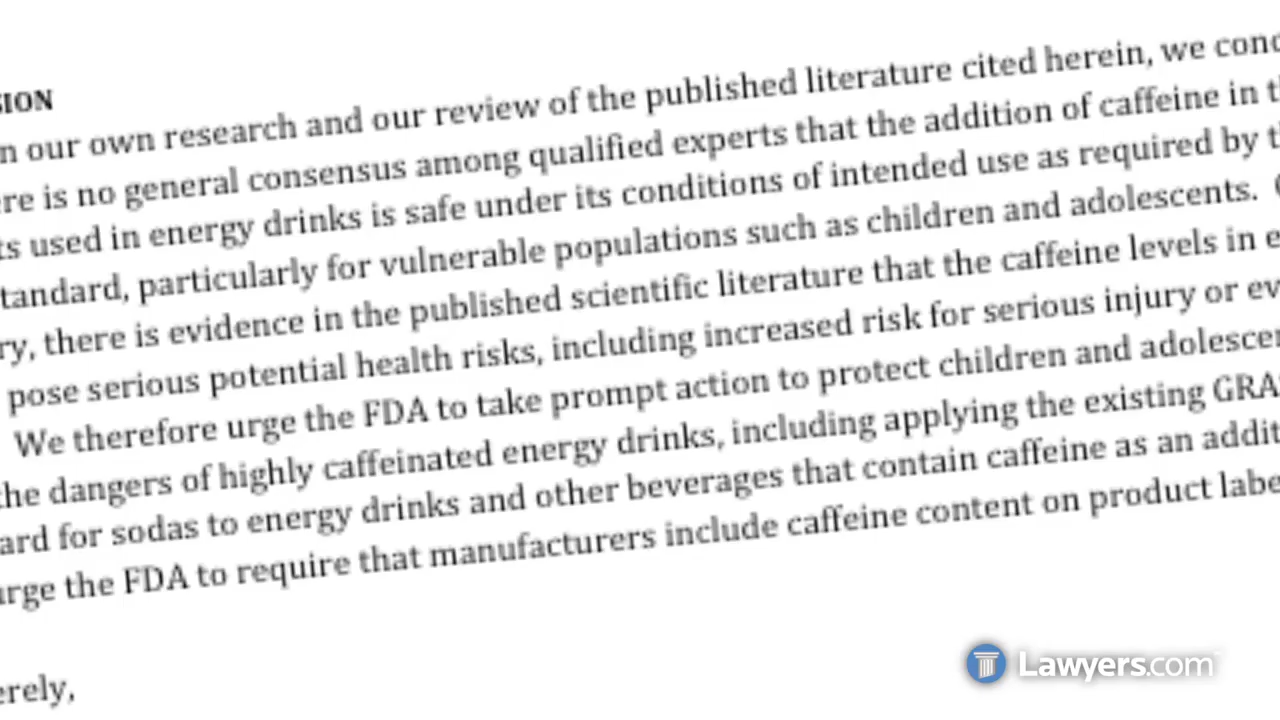 SION
n our own research and our review of the published literature cited herein, we conc
re is no general consensus among qualified experts that the addition of caffeine in th
ts used in energy drinks is safe under its conditions of intended use as required by t
tandard, particularly for vulnerable populations such as children and adolescents. (
ry, there is evidence in the published scientific literature that the caffeine levels in e
pose serious potential health risks, including increased risk for serious injury or ev
We therefore urge the FDA to take prompt action to protect children and adolescen
the dangers of highly caffeinated energy drinks, including applying the existing GRA
ard for sodas to energy drinks and other beverages that contain caffeine as an addit
urge the FDA to require that manufacturers include caffeine content on product labe
erely,
Lawyers.com